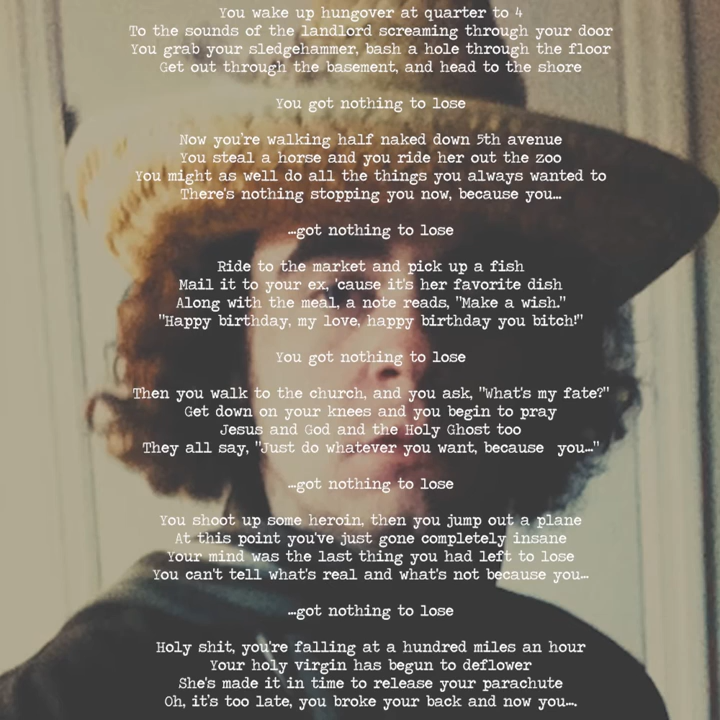 You wake up hungover at quarter to 4
To the sounds of the landlord screaming through your door
You grab your sledgehammer, bash a hole through the floor
Get out through the basement, and head to the shore
You got nothing to lose
Now you're walking half naked down 5th avenue
You steal a horse and you ride her out the zoo
You might as well do all the things you always wanted to
There's nothing stopping you now, because you...
...got nothing to lose
Ride to the market and pick up a fish
Mail it to your ex, 'cause it's her favorite dish
Along with the meal, a note reads, "Make a wish."
"Happy birthday, my love, happy birthday you bitch!"
You got nothing to lose
Then you walk to the church, and you ask, "What's my fate?"
Get down on your knees and you begin to pray
Jesus and God and the Holy Ghost too
They all say, "Just do whatever you want, because you..."
...got nothing to lose
You shoot up some heroin, then you jump out a plane
At this point you've just gone completely insane
Your mind was the last thing you had left to lose
You can't tell what's real and what's not because you...
...got nothing to lose
Holy shit, you're falling at a hundred miles an hour
Your holy virgin has begun to deflower
She's made it in time to release your parachute
Oh, it's too late, you broke your back and now you....